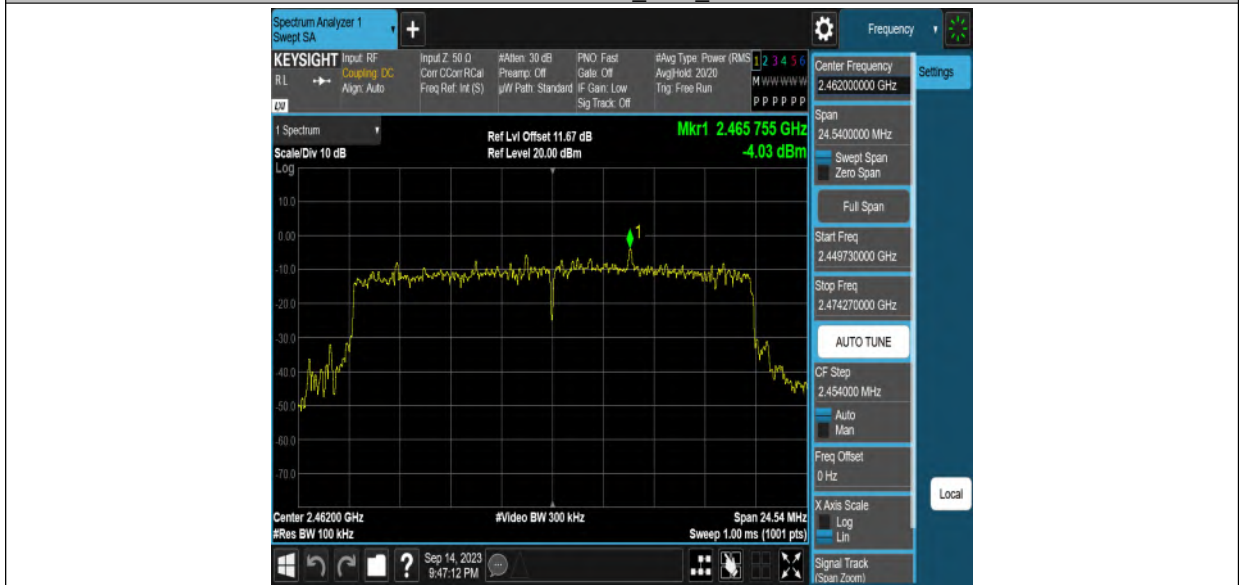 Spectrum Analyzer 1
Swept SA
+
Frequency
KEYSIGHT
RL
Input: RF
Coupling: DC
Align: Auto
Input Z: 50 Ω
Corr CCorr RCal
Freq Ref: Int (S)
#Atten: 30 dB
Preamp: Off
µW Path: Standard
PNO: Fast
Gate: Off
IF Gain: Low
Sig Track: Off
#Avg Type: Power (RMS
Avg|Hold: 20/20
Trig: Free Run
1 2 3 4 5 6
M W W W W W
P P P P P P
Center Frequency
2.462000000 GHz
Settings
1 Spectrum
Scale/Div 10 dB
Log
Ref Lvl Offset 11.67 dB
Ref Level 20.00 dBm
Mkr1 2.465 755 GHz
-4.03 dBm
Span
24.5400000 MHz
Swept Span
Zero Span
Full Span
Start Freq
2.449730000 GHz
Stop Freq
2.474270000 GHz
AUTO TUNE
CF Step
2.454000 MHz
Auto
Man
Freq Offset
0 Hz
X Axis Scale
Log
Lin
Signal Track
(Span Zoom)
Local
10.0
0.00
-10.0
-20.0
-30.0
-40.0
-50.0
-60.0
-70.0
1
Center 2.46200 GHz
#Res BW 100 kHz
#Video BW 300 kHz
Span 24.54 MHz
Sweep 1.00 ms (1001 pts)
?
Sep 14, 2023
9:47:12 PM